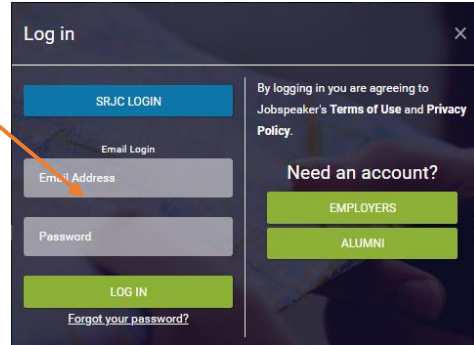 Log in
×
SRJC LOGIN
Email Login
Email Address
Password
LOG IN
Forgot your password?
By logging in you are agreeing to
Jobspeaker's Terms of Use and Privacy
Policy.
Need an account?
EMPLOYERS
ALUMNI